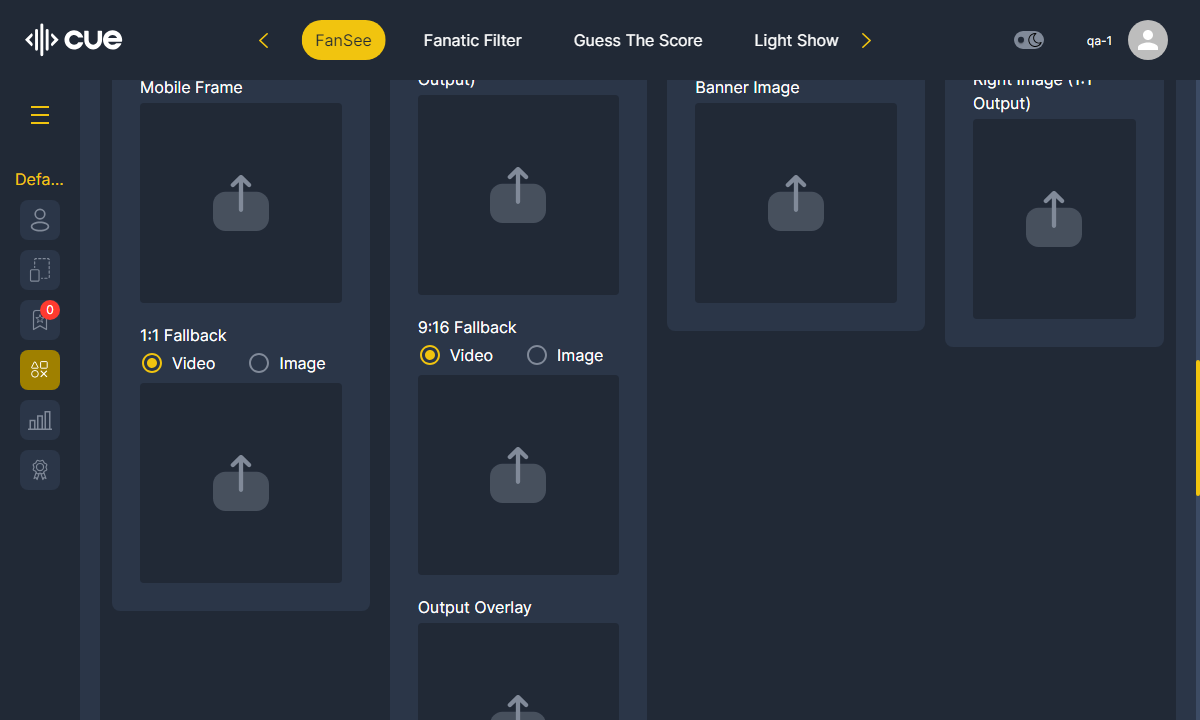 cue
FanSee
Fanatic Filter
Guess The Score
Light Show
qa-1
Defa...
0
Mobile Frame
1:1 Fallback
Video
Image
Output)
9:16 Fallback
Video
Image
Output Overlay
Banner Image
Right Image (1:1
Output)